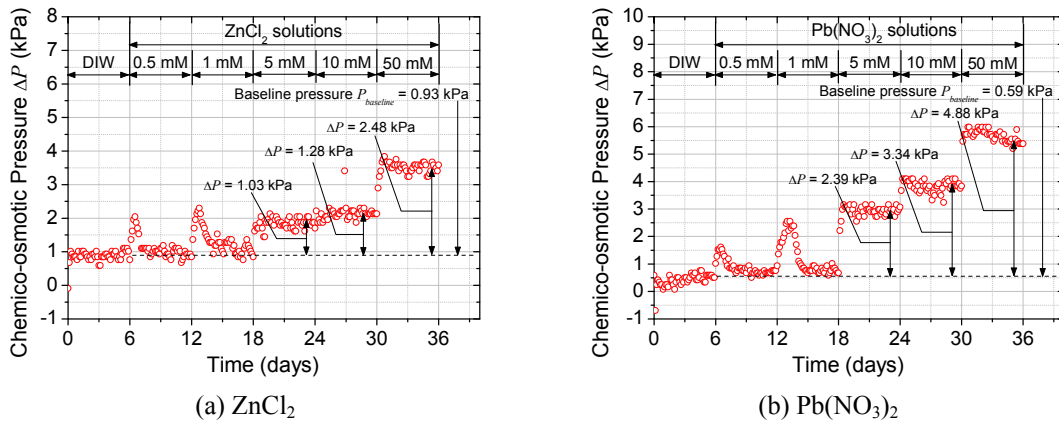 ZnCl2 solutions
DIW 0.5 mM 1 mM 5 mM 10 mM 50 mM
Baseline pressure Pbaseline = 0.93 kPa
ΔP = 2.48 kPa
ΔP = 1.28 kPa
ΔP = 1.03 kPa
8
7
6
5
4
3
2
1
0
-1
Chemico-osmotic Pressure ΔP (kPa)
0 6 12 18 24 30 36
Time (days)
(a) ZnCl2
Pb(NO3)2 solutions
DIW 0.5 mM 1 mM 5 mM 10 mM 50 mM
Baseline pressure Pbaseline = 0.59 kPa
ΔP = 4.88 kPa
ΔP = 3.34 kPa
ΔP = 2.39 kPa
10
9
8
7
6
5
4
3
2
1
0
-1
Chemico-osmotic Pressure ΔP (kPa)
0 6 12 18 24 30 36
Time (days)
(b) Pb(NO3)2